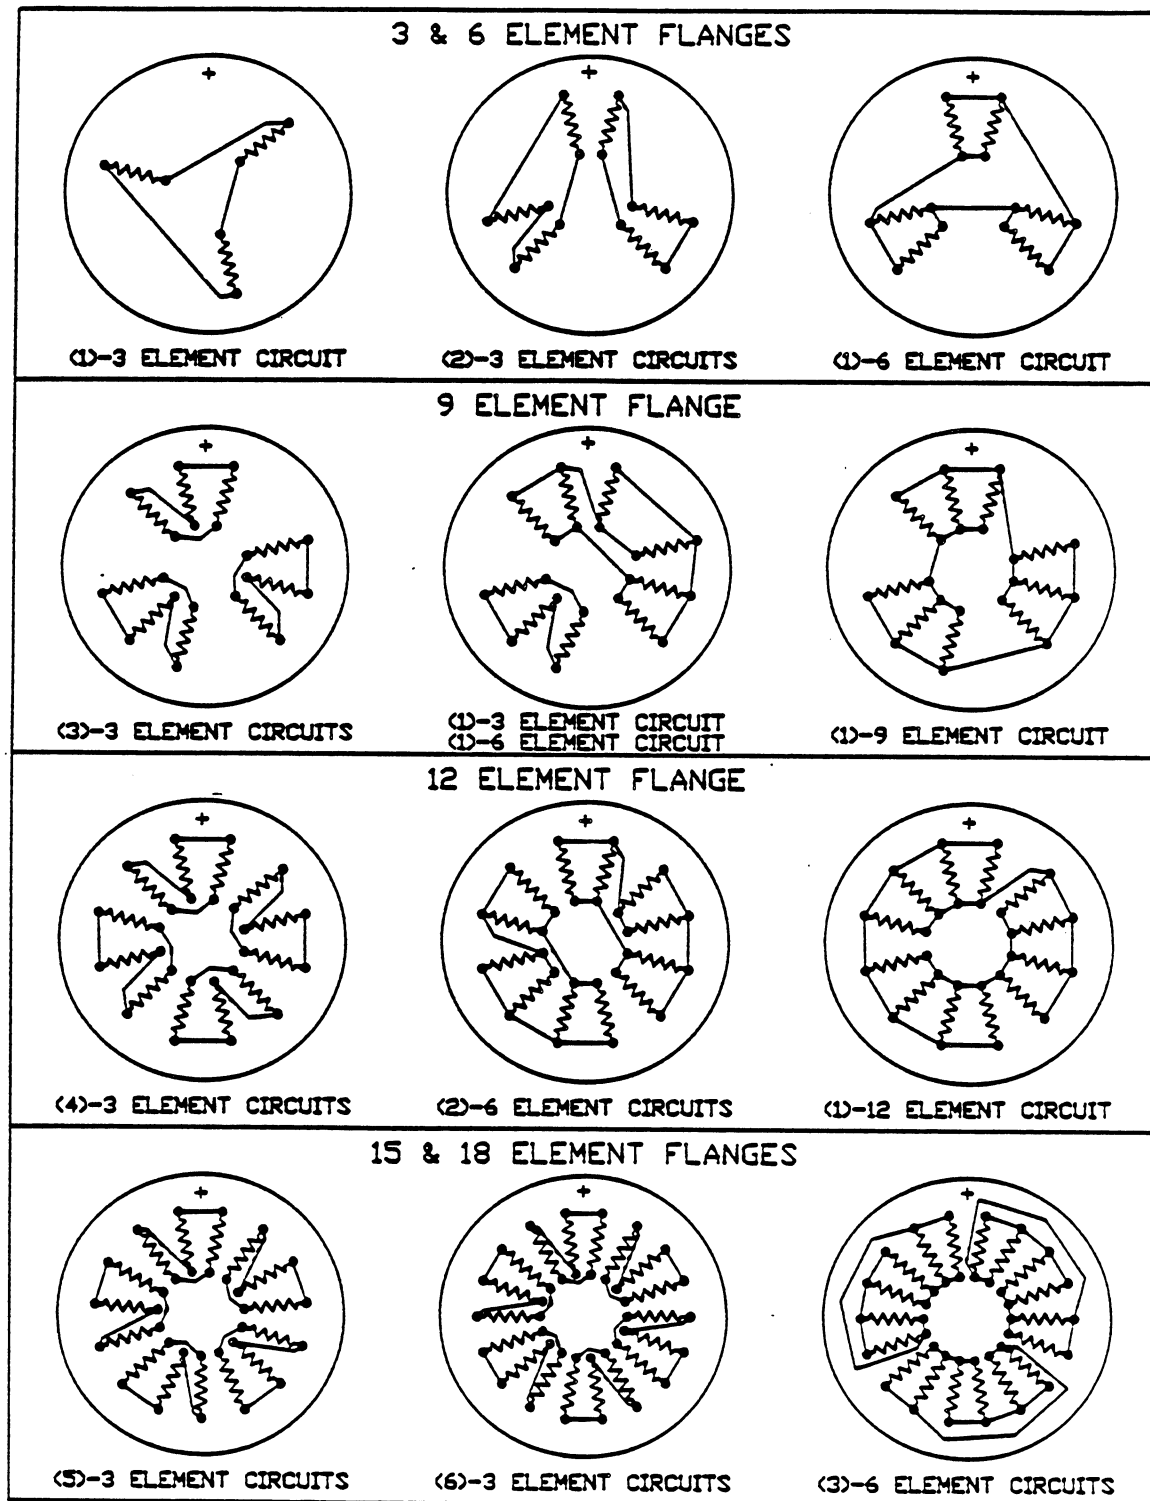 3 & 6 ELEMENT FLANGES
+
+
+
(1)-3 ELEMENT CIRCUIT
(2)-3 ELEMENT CIRCUITS
(1)-6 ELEMENT CIRCUIT
9 ELEMENT FLANGE
+
+
+
(3)-3 ELEMENT CIRCUITS
(1)-3 ELEMENT CIRCUIT
(1)-6 ELEMENT CIRCUIT
(1)-9 ELEMENT CIRCUIT
12 ELEMENT FLANGE
+
+
+
(4)-3 ELEMENT CIRCUITS
(2)-6 ELEMENT CIRCUITS
(1)-12 ELEMENT CIRCUIT
15 & 18 ELEMENT FLANGES
+
+
+
(5)-3 ELEMENT CIRCUITS
(6)-3 ELEMENT CIRCUITS
(3)-6 ELEMENT CIRCUITS